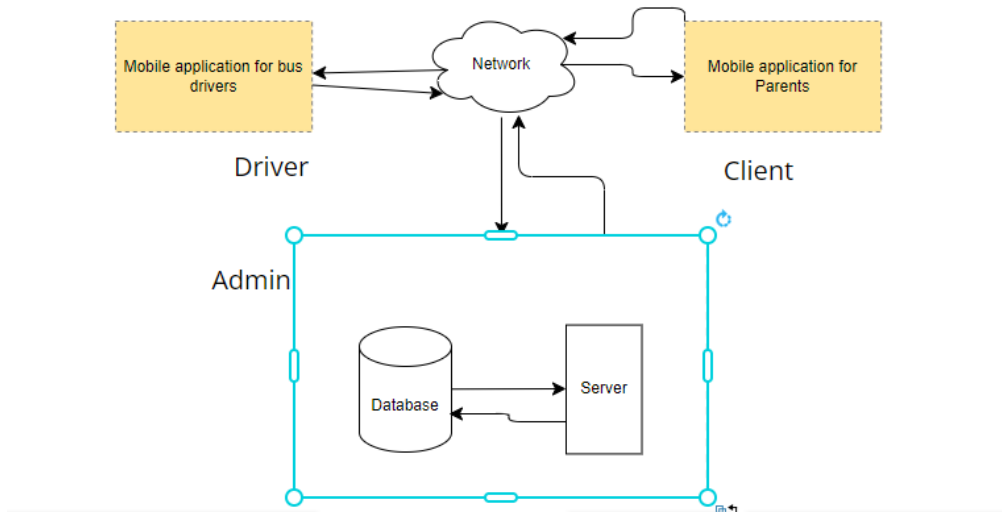 Mobile application for bus
drivers
Network
Mobile application for
Parents
Driver
Client
Admin
Database
Server